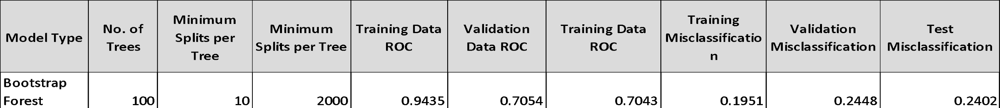 Model Type
No. of
Trees
Minimum
Splits per
Tree
Minimum
Splits per Tree
Training Data
ROC
Validation
Data ROC
Training Data
ROC
Training
Misclassificatio
n
Validation
Misclassification
Test
Misclassification
Bootstrap
Forest
100
10
2000
0.9435
0.7054
0.7043
0.1951
0.2448
0.2402